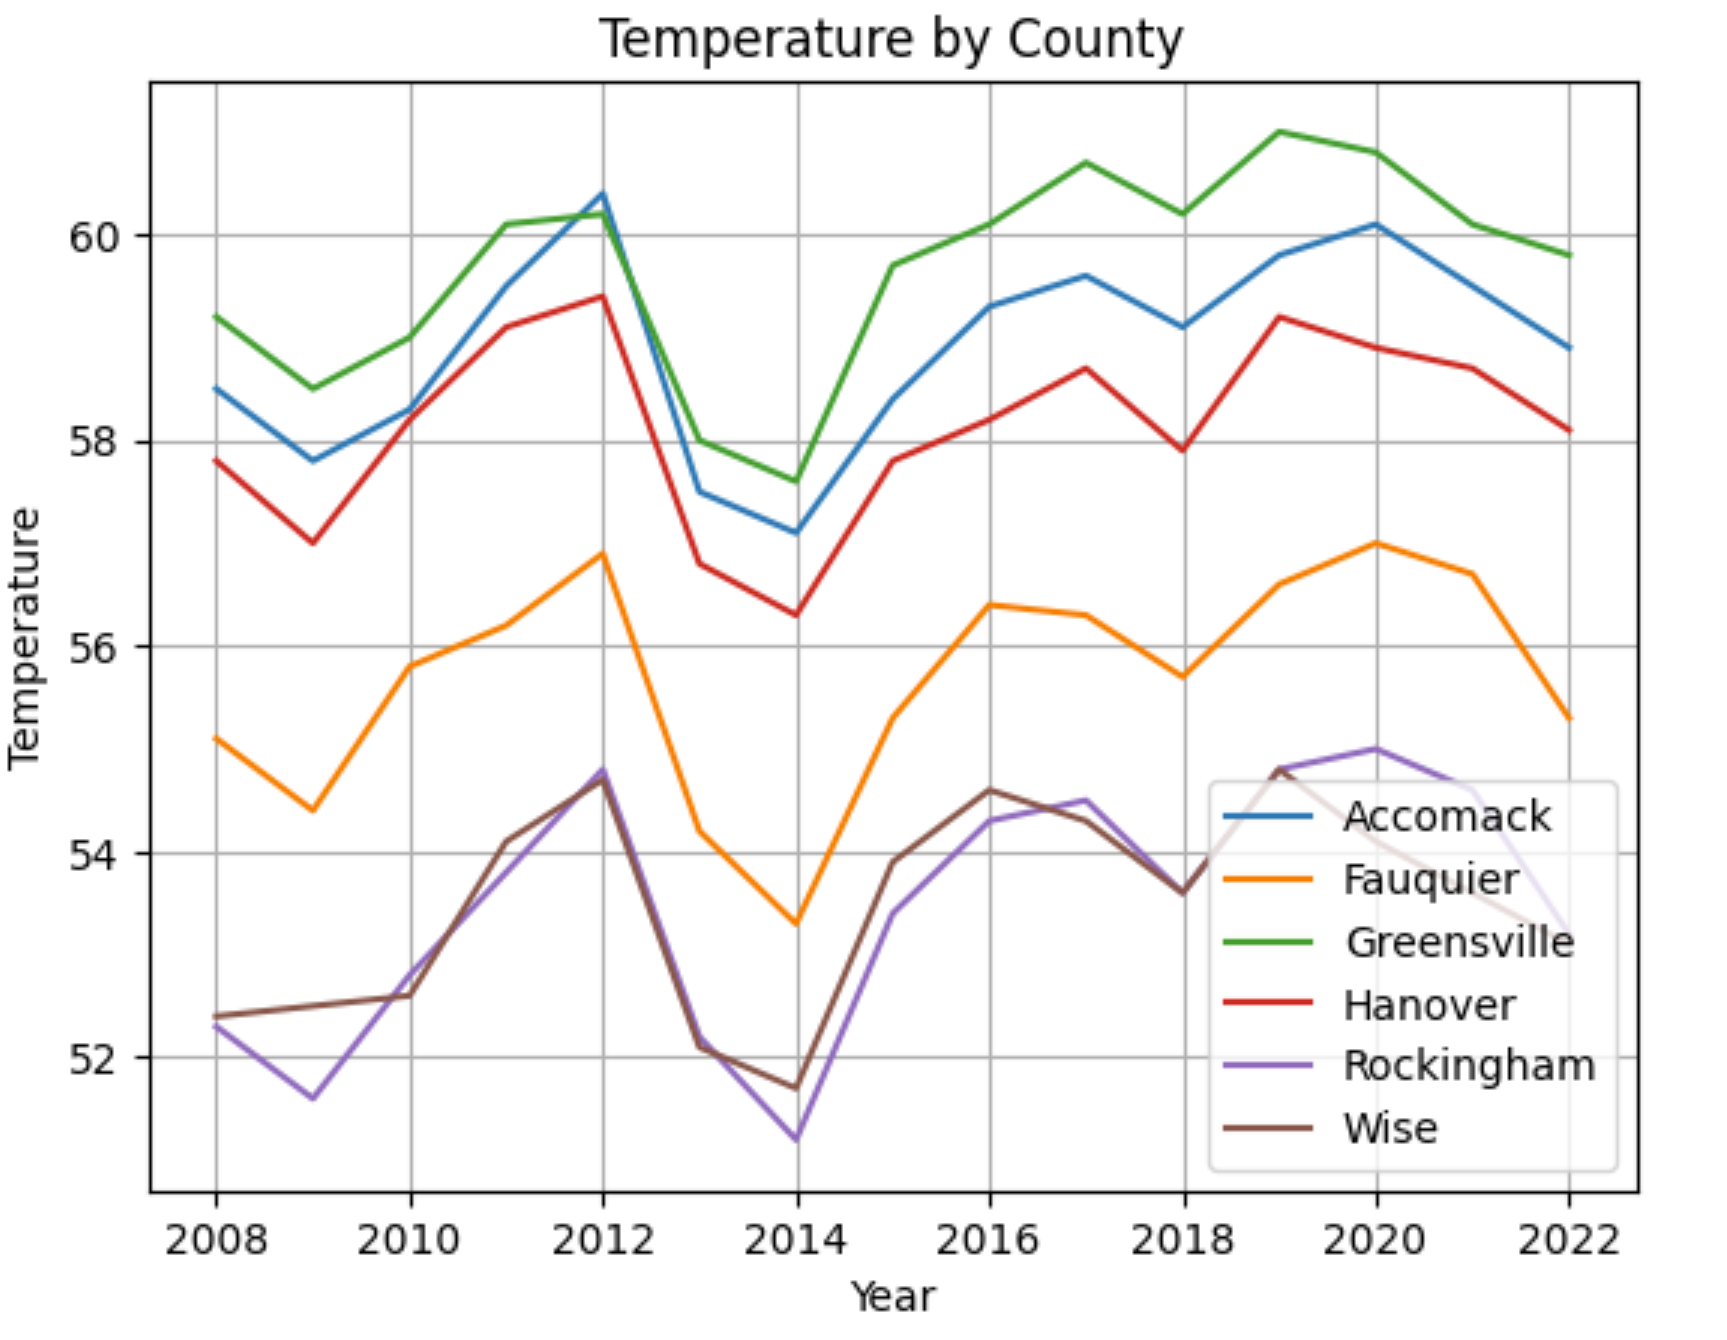 Temperature by County
Temperature
60
58
56
54
52
Accomack
Fauquier
Greensville
Hanover
Rockingham
Wise
2008 2010 2012 2014 2016 2018 2020 2022
Year